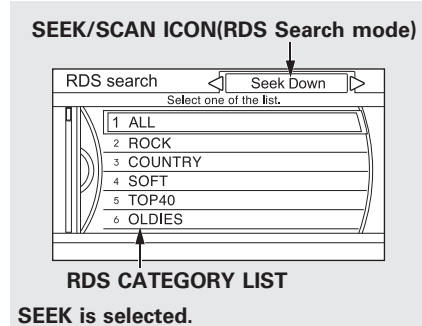 SEEK/SCAN ICON(RDS Search mode)
RDS search
Seek Down
Select one of the list.
1 ALL
2 ROCK
3 COUNTRY
4 SOFT
5 TOP40
6 OLDIES
RDS CATEGORY LIST
SEEK is selected.